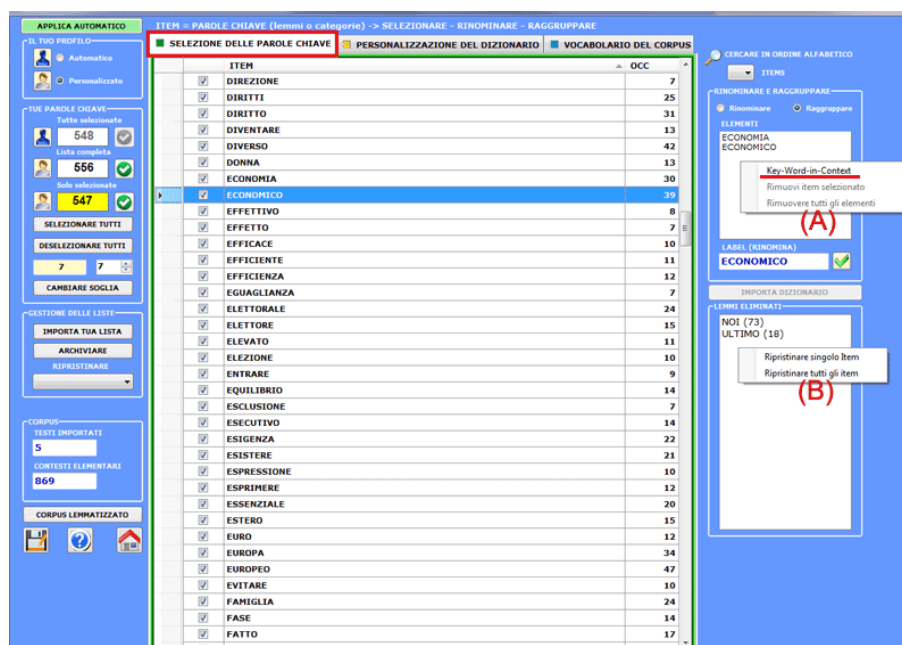 APPLICA AUTOMATICO
ITEM = PAROLE CHIAVE (lemmi o categorie) -> SELEZIONARE - RINOMINARE - RAGGRUPPARE
IL TUO PROFILO
Automatico
Personalizzato
TUE PAROLE CHIAVE
Tutte selezionate
548
Lista completa
556
Solo selezionate
547
SELEZIONARE TUTTI
DESELEZIONARE TUTTI
7 7
CAMBIARE SOGLIA
GESTIONE DELLE LISTE
IMPORTA TUA LISTA
ARCHIVIARE
RIPRISTINARE
CORPUS
TESTI IMPORTATI
5
CONTESTI ELEMENTARI
869
CORPUS LEMMATIZZATO
SELEZIONE DELLE PAROLE CHIAVE
PERSONALIZZAZIONE DEL DIZIONARIO
VOCABOLARIO DEL CORPUS
ITEM OCC
DIREZIONE 7
DIRITTI 25
DIRITTO 31
DIVENTARE 13
DIVERSO 42
DONNA 13
ECONOMIA 30
ECONOMICO 39
EFFETTIVO 8
EFFETTO 7
EFFICACE 10
EFFICIENTE 11
EFFICIENZA 12
EGUAGLIANZA 7
ELETTORALE 24
ELETTORE 15
ELEVATO 11
ELEZIONE 10
ENTRARE 9
EQUILIBRIO 14
ESCLUSIONE 7
ESECUTIVO 14
ESIGENZA 22
ESISTERE 21
ESPRESSIONE 10
ESPRIMERE 12
ESSENZIALE 20
ESTERO 15
EURO 12
EUROPA 34
EUROPEO 47
EVITARE 10
FAMIGLIA 24
FASE 14
FATTO 17
CERCARE IN ORDINE ALFABETICO
ITEMS
RINOMINARE E RAGGRUPPARE
Rinominare Raggruppare
ELEMENTI
ECONOMIA
ECONOMICO
Key-Word-in-Context
Rimuovi item selezionato
Rimuovere tutti gli elementi
(A)
LABEL (RINOMINA)
ECONOMICO
IMPORTA DIZIONARIO
LEMMI ELIMINATI
NOI (73)
ULTIMO (18)
Ripristinare singolo Item
Ripristinare tutti gli item
(B)